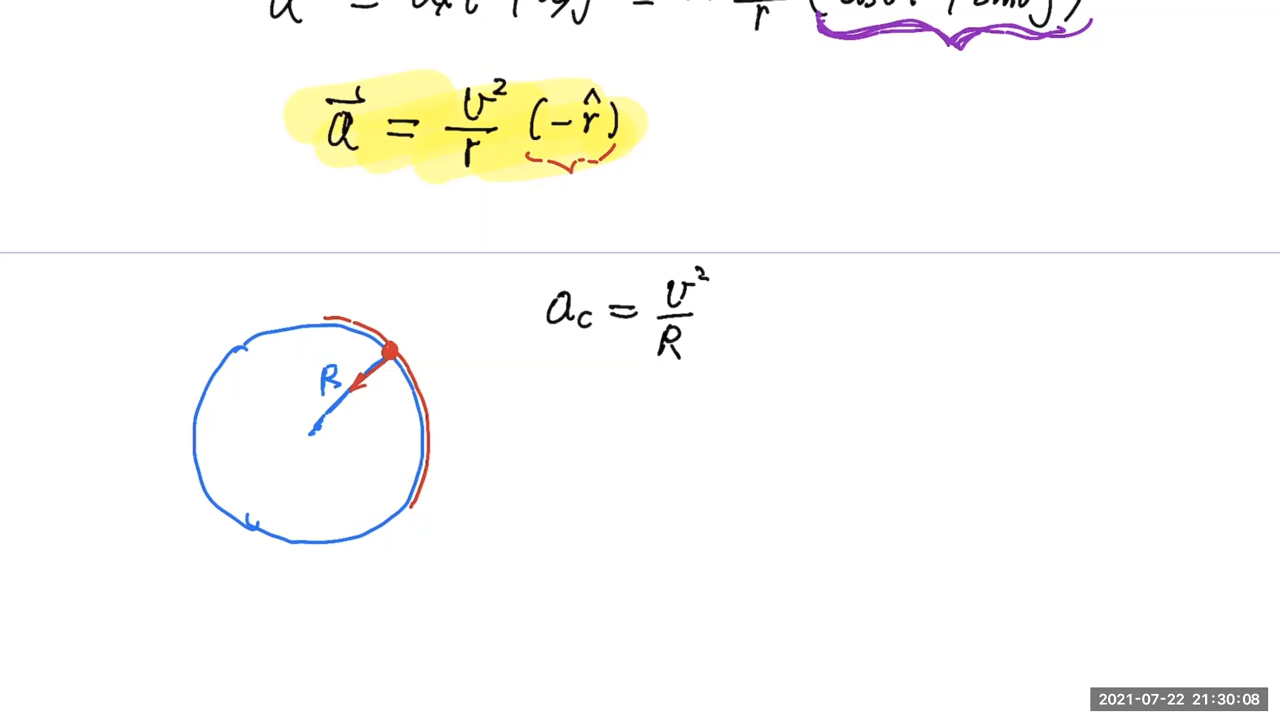 a⃗ = v²/r (-r̂)
a_c = v²/R
R
2021-07-22 21:30:08